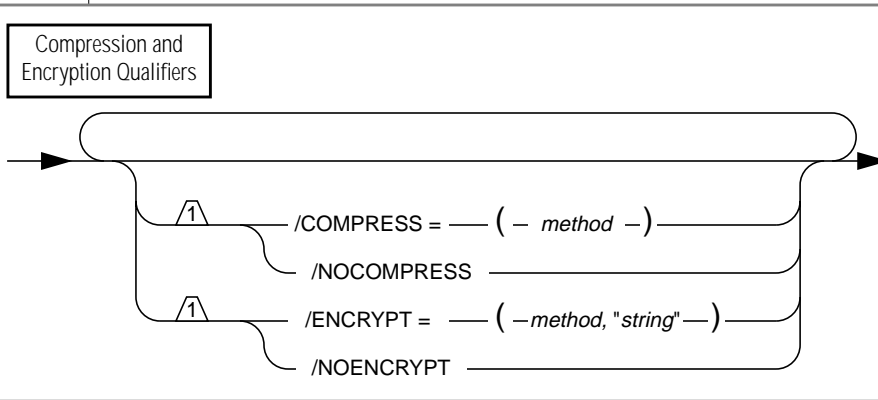 Compression and
Encryption Qualifiers
1
/COMPRESS = ( method )
/NOCOMPRESS
1
/ENCRYPT = ( method, "string" )
/NOENCRYPT